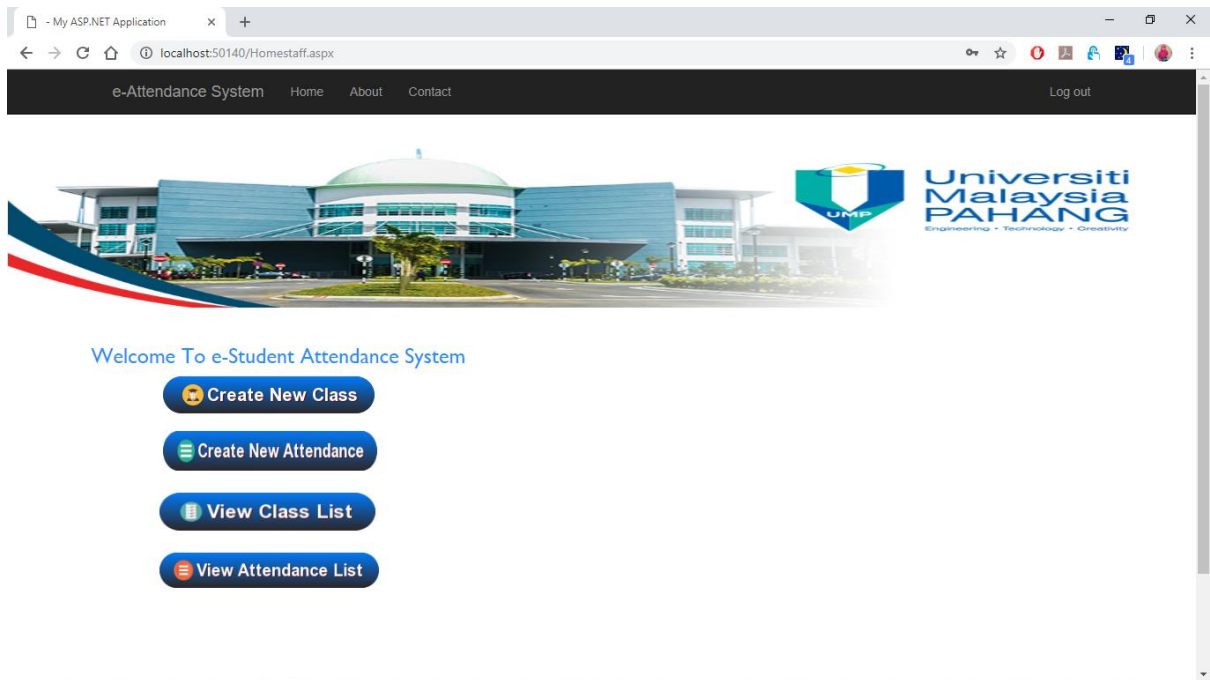 - My ASP.NET Application
localhost:50140/Homestaff.aspx
4
e-Attendance System Home About Contact Log out
UMP
Universiti
Malaysia
PAHANG
Engineering • Technology • Creativity
Welcome To e-Student Attendance System
Create New Class
Create New Attendance
View Class List
View Attendance List